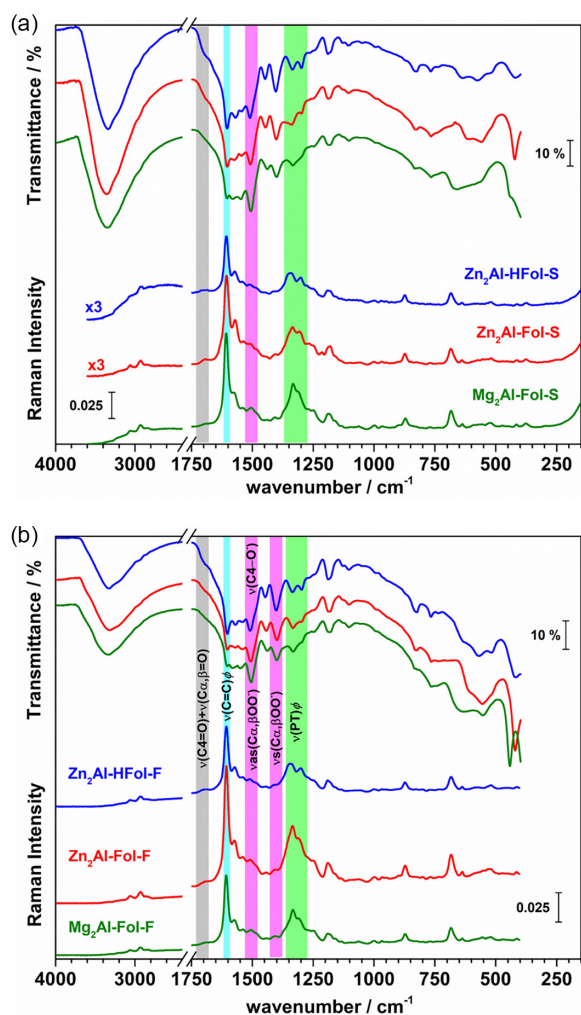 (a)
Transmittance / %
10 %
Raman Intensity
x3
x3
0.025
Zn₂Al-HFol-S
Zn₂Al-Fol-S
Mg₂Al-Fol-S
4000 3000 1750 1500 1250 1000 750 500 250
wavenumber / cm⁻¹
(b)
Transmittance / %
10 %
ν(C4=O)+ν(Cα,β=O)
ν(C=C)ϕ
νas(Cα,βOO⁻)
ν(C4–O⁻)
νs(Cα,βOO⁻)
ν(PT)ϕ
Raman Intensity
Zn₂Al-HFol-F
Zn₂Al-Fol-F
Mg₂Al-Fol-F
0.025
4000 3000 1750 1500 1250 1000 750 500 250
wavenumber / cm⁻¹